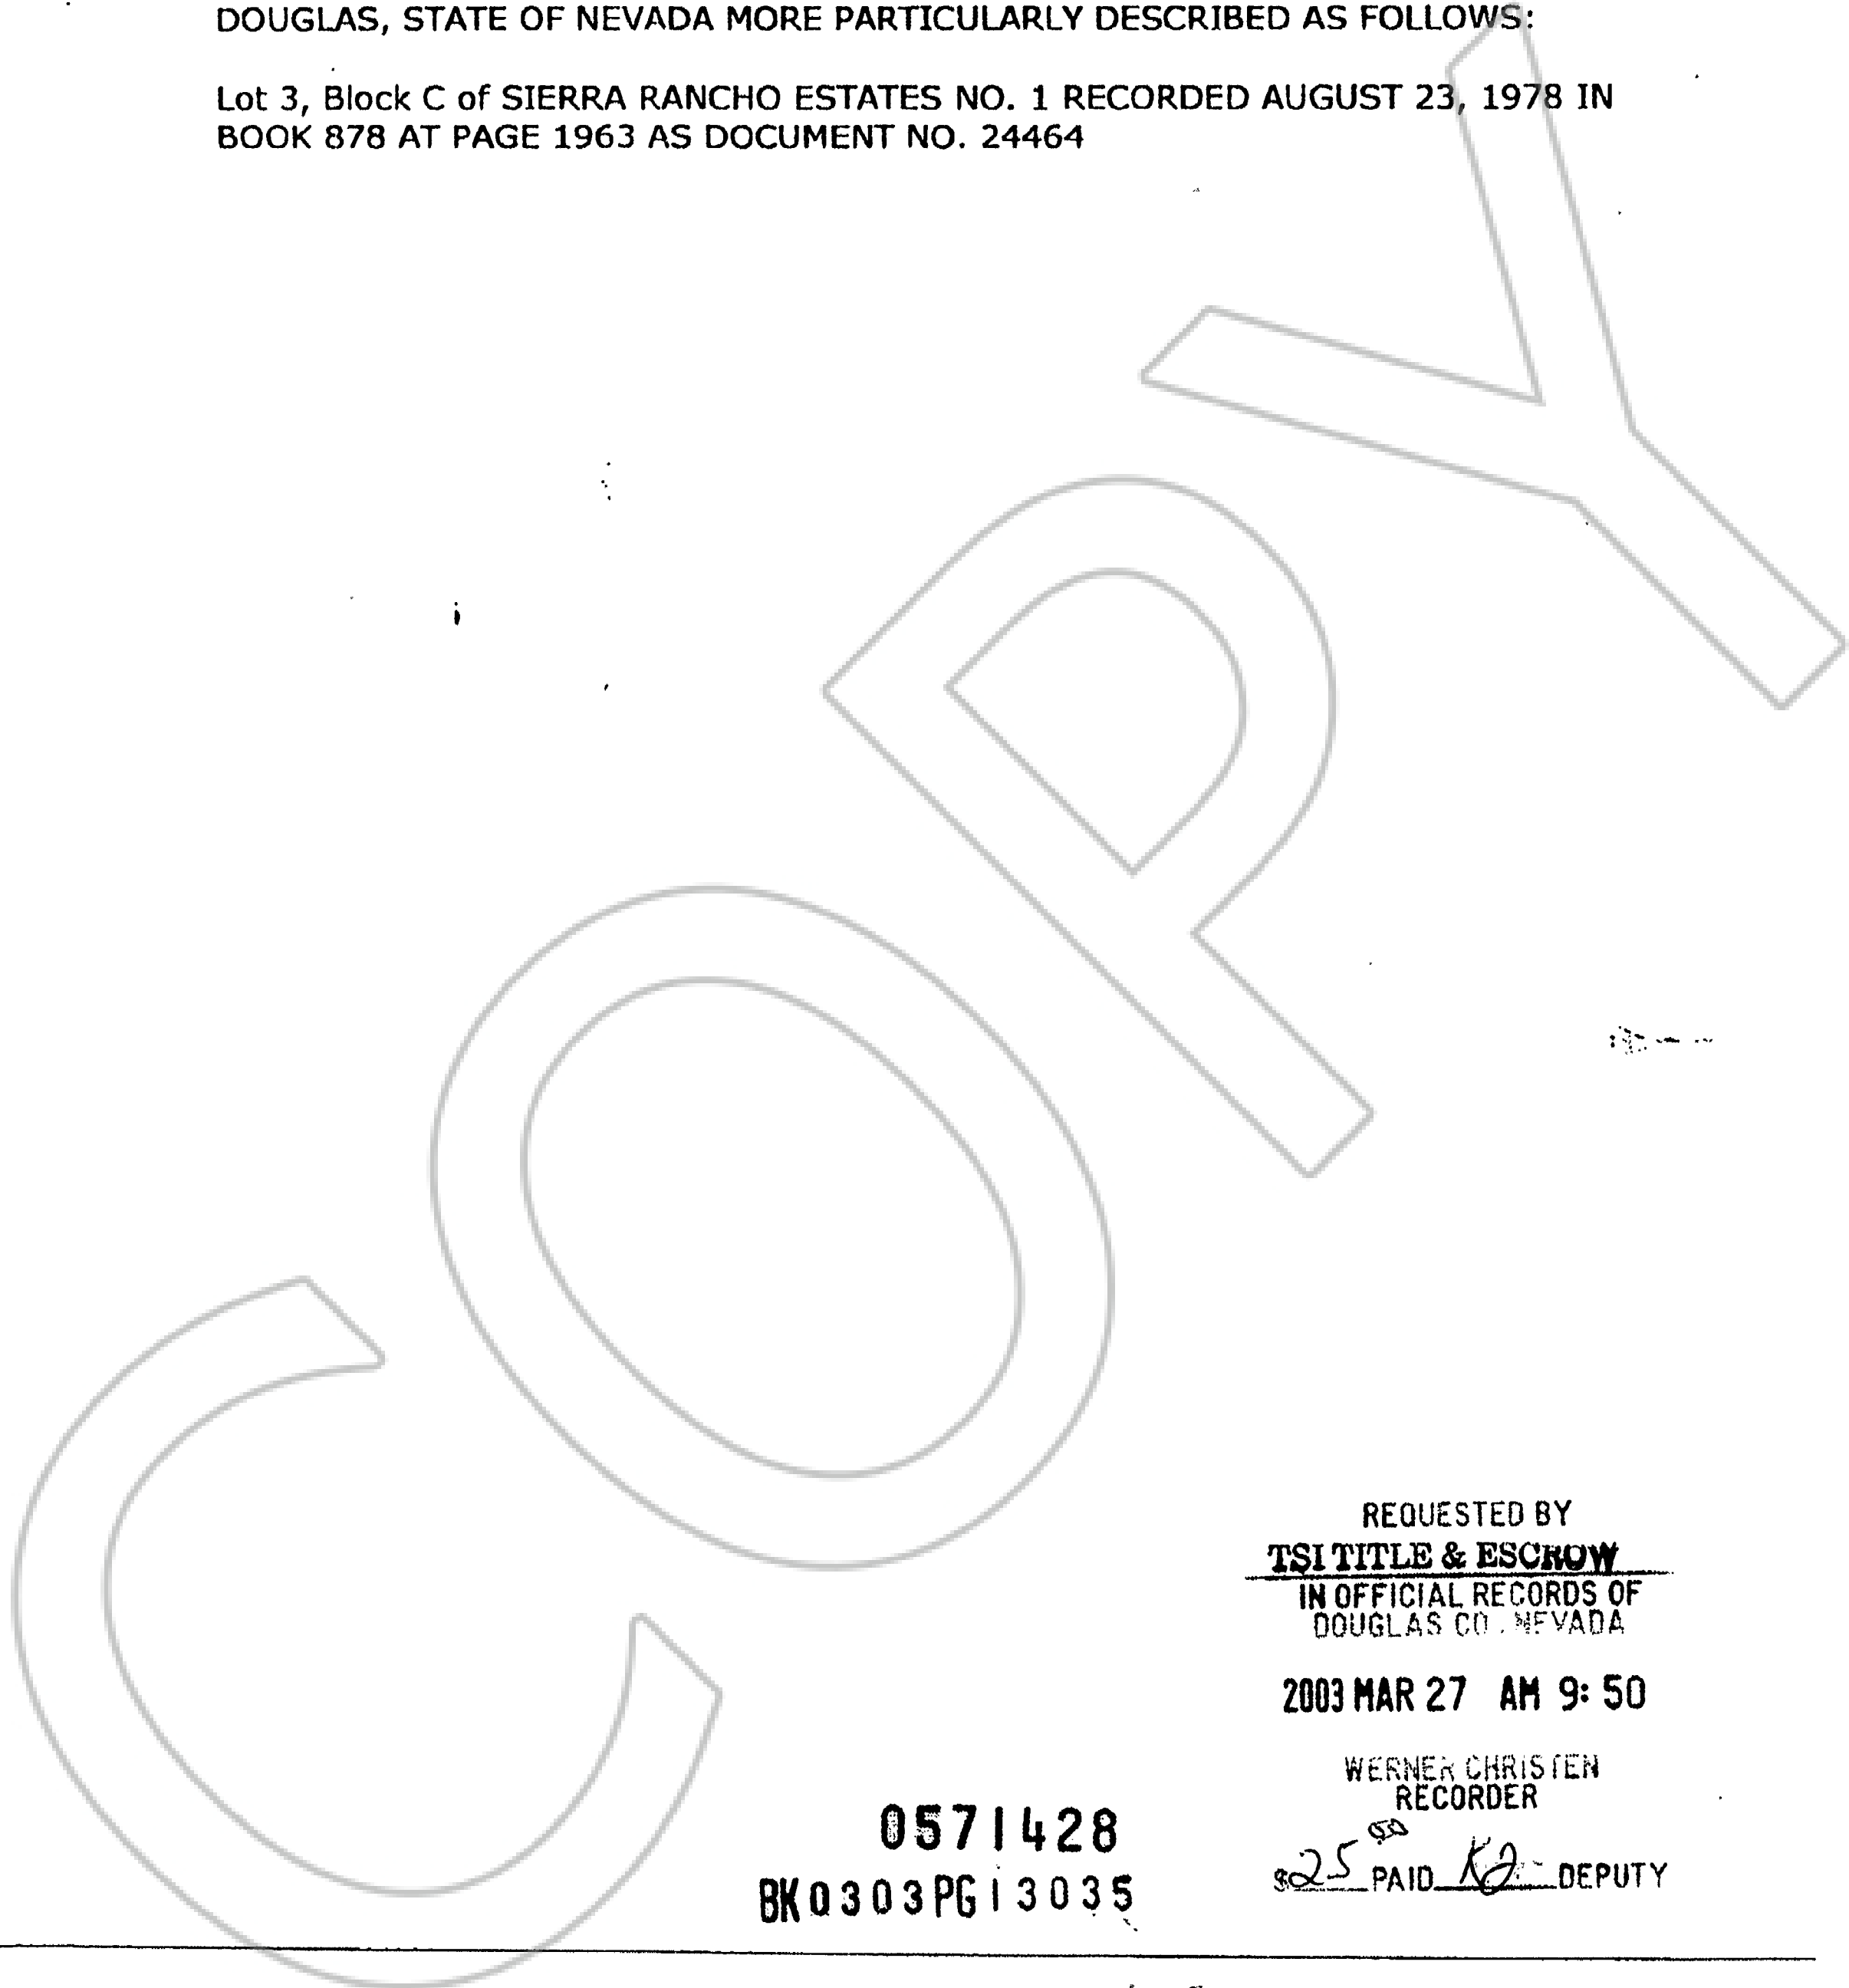 DOUGLAS, STATE OF NEVADA MORE PARTICULARLY DESCRIBED AS FOLLOWS:
Lot 3, Block C of SIERRA RANCHO ESTATES NO. 1 RECORDED AUGUST 23, 1978 IN
BOOK 878 AT PAGE 1963 AS DOCUMENT NO. 24464
COPY
REQUESTED BY
TSI TITLE & ESCROW
IN OFFICIAL RECORDS OF
DOUGLAS CO. NEVADA
2003 MAR 27 AM 9:50
WERNER CHRISTEN
RECORDER
$25 00 PAID KJ DEPUTY
0571428
BK0303PG13035